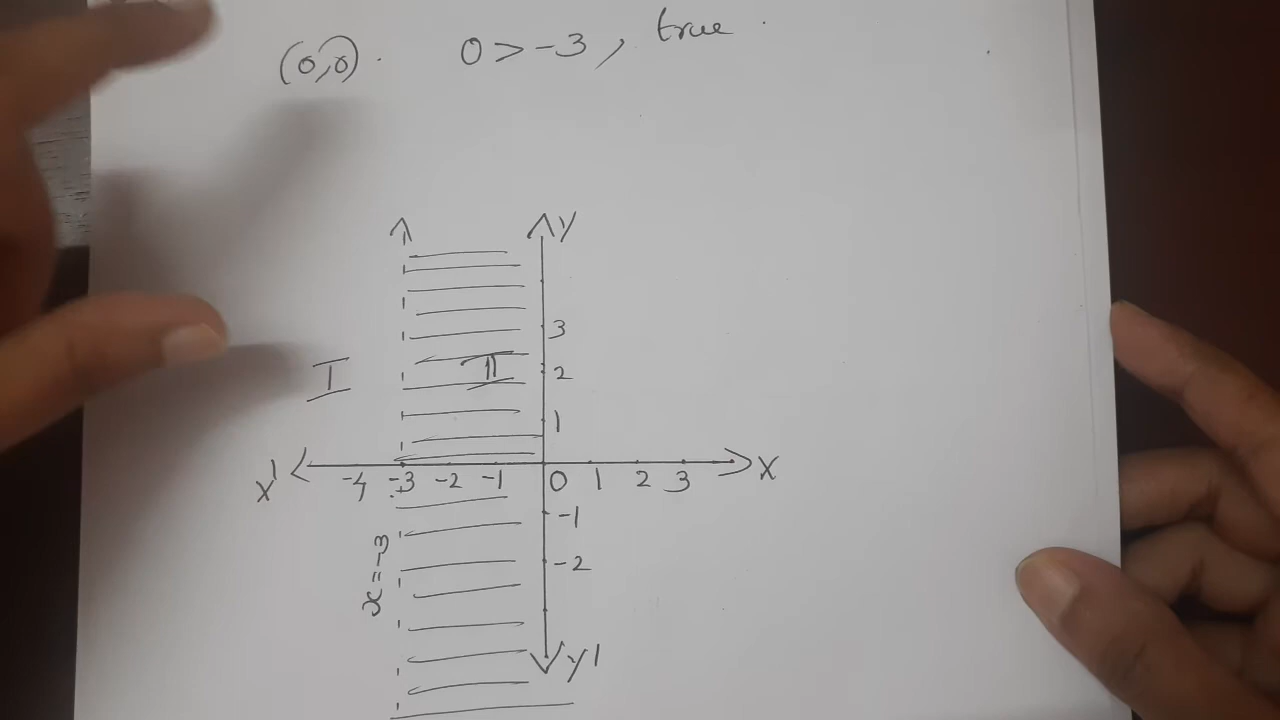 (0,0). 0 > -3, true.
Y
3
I II 2
1
X' -4 -3 -2 -1 0 1 2 3 X
-1
x = -3 -2
Y'